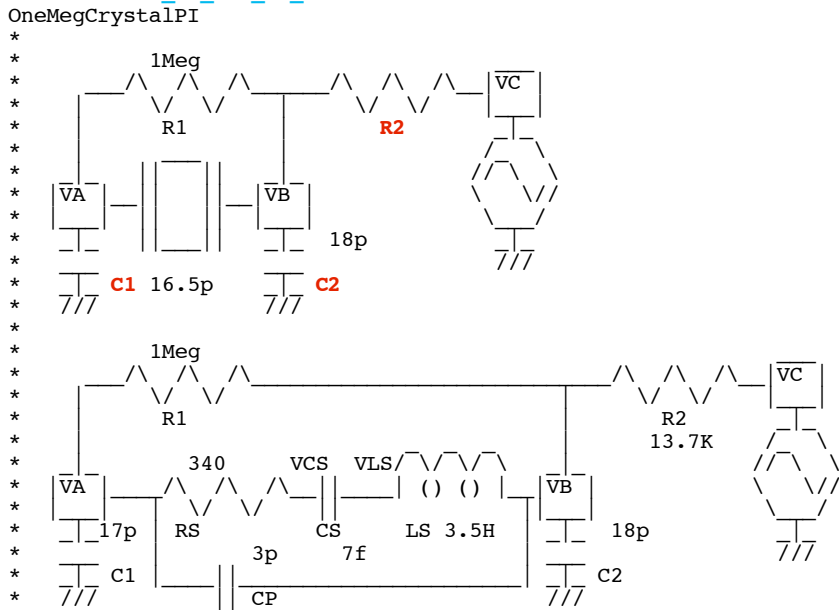 OneMegCrystalPI
1Meg
VC
R1 R2
VA VB
18p
C1 16.5p C2
1Meg
VC
R1 R2
13.7K
340 VCS VLS
VA () () VB
17p RS CS LS 3.5H 18p
3p 7f
C1 C2
CP